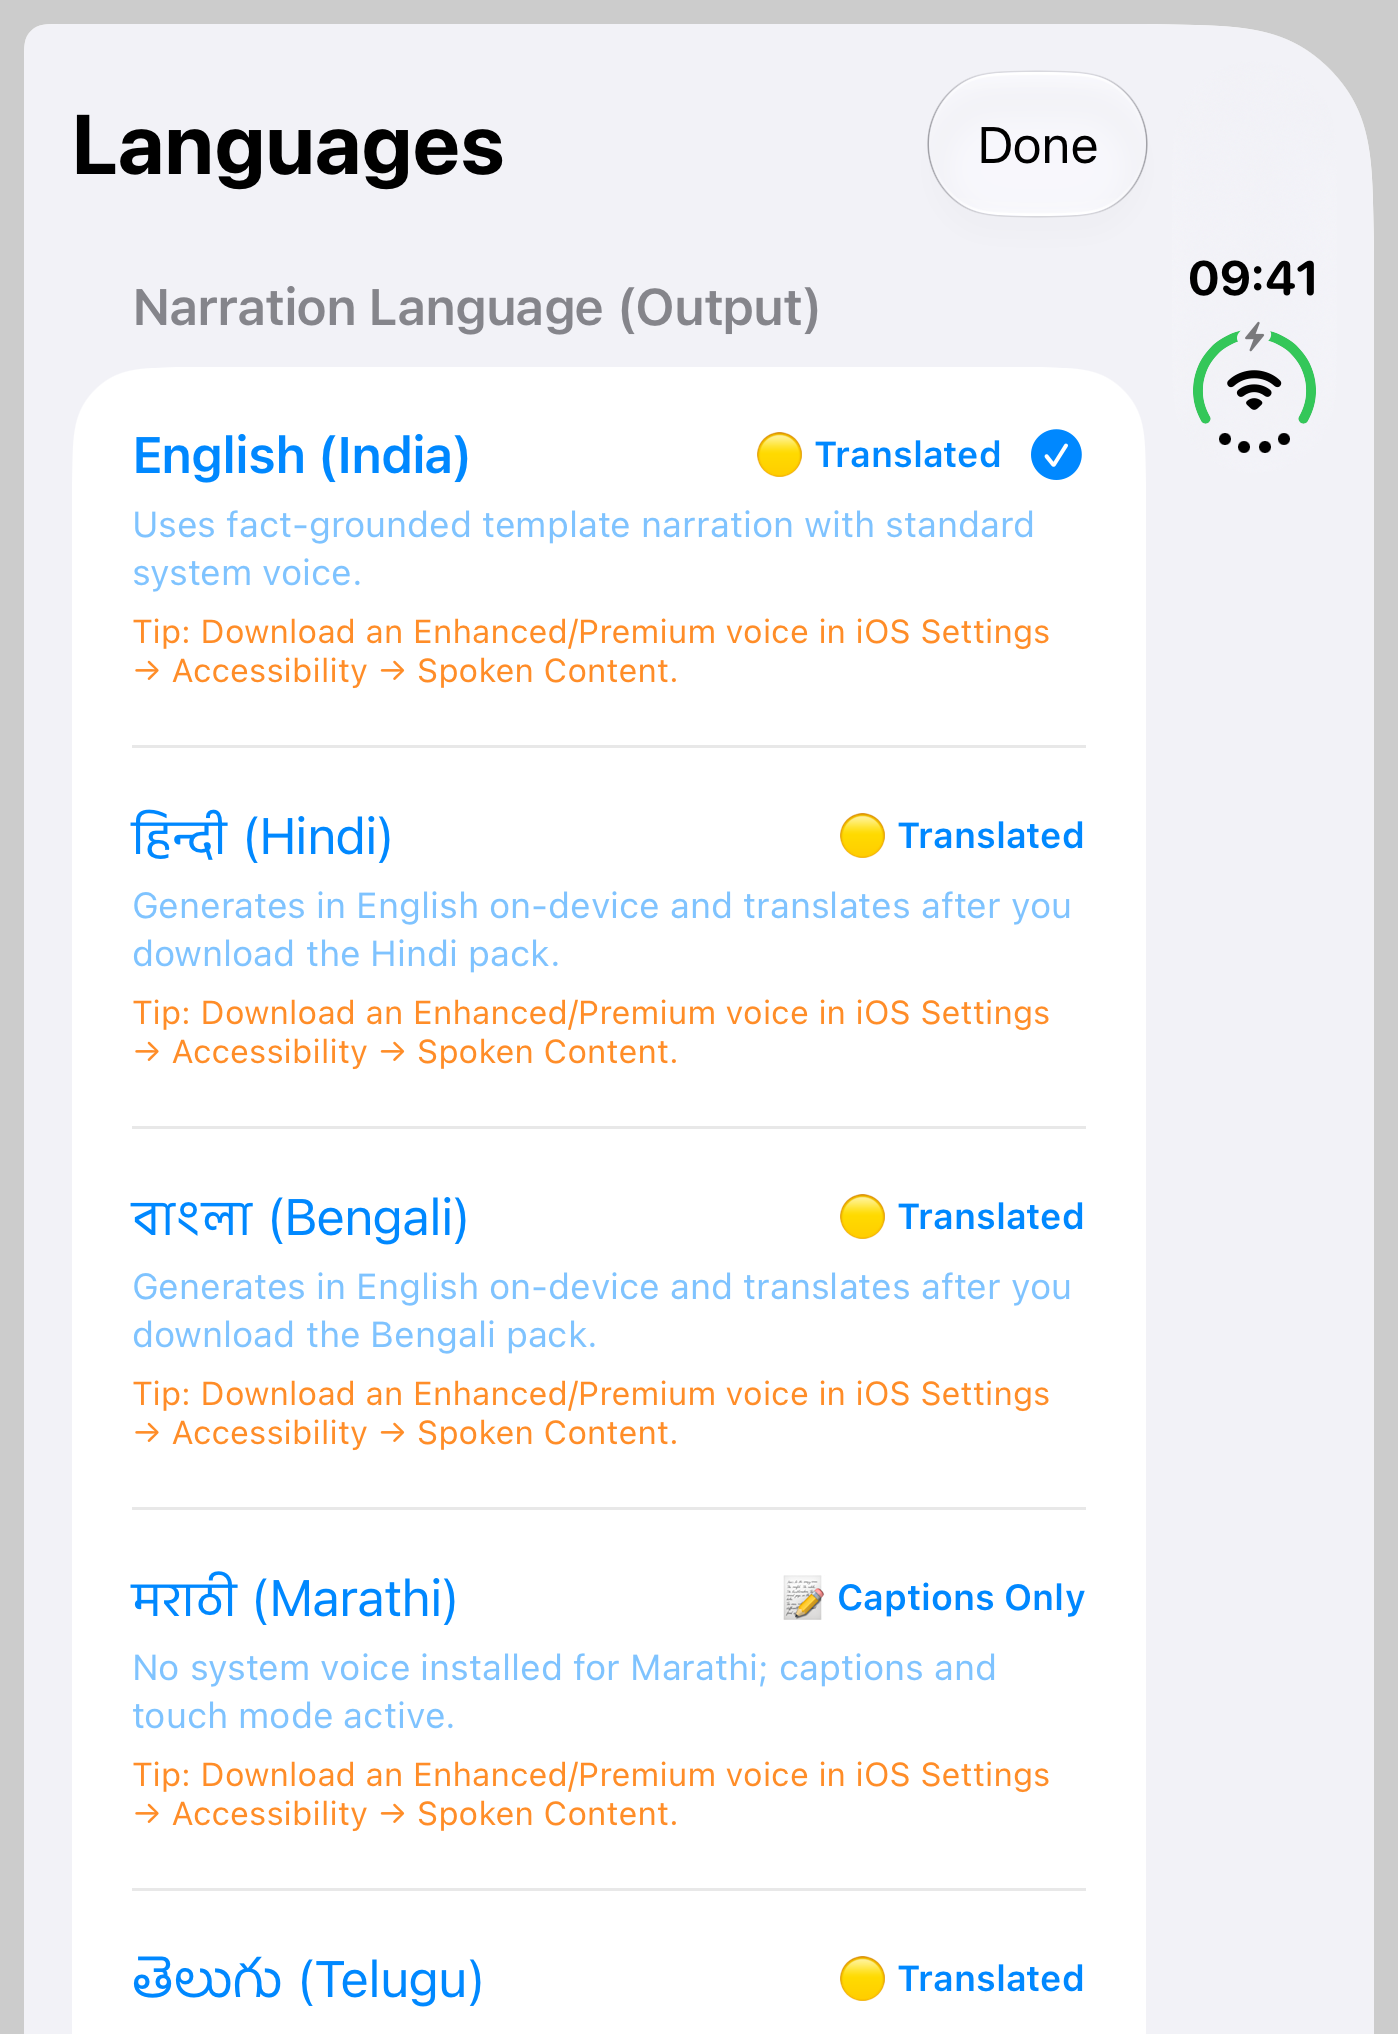 Languages
Done
09:41
Narration Language (Output)
English (India)
Translated
Uses fact-grounded template narration with standard
system voice.
Tip: Download an Enhanced/Premium voice in iOS Settings
→ Accessibility → Spoken Content.
हिन्दी (Hindi)
Translated
Generates in English on-device and translates after you
download the Hindi pack.
Tip: Download an Enhanced/Premium voice in iOS Settings
→ Accessibility → Spoken Content.
বাংলা (Bengali)
Translated
Generates in English on-device and translates after you
download the Bengali pack.
Tip: Download an Enhanced/Premium voice in iOS Settings
→ Accessibility → Spoken Content.
मराठी (Marathi)
Captions Only
No system voice installed for Marathi; captions and
touch mode active.
Tip: Download an Enhanced/Premium voice in iOS Settings
→ Accessibility → Spoken Content.
తెలుగు (Telugu)
Translated